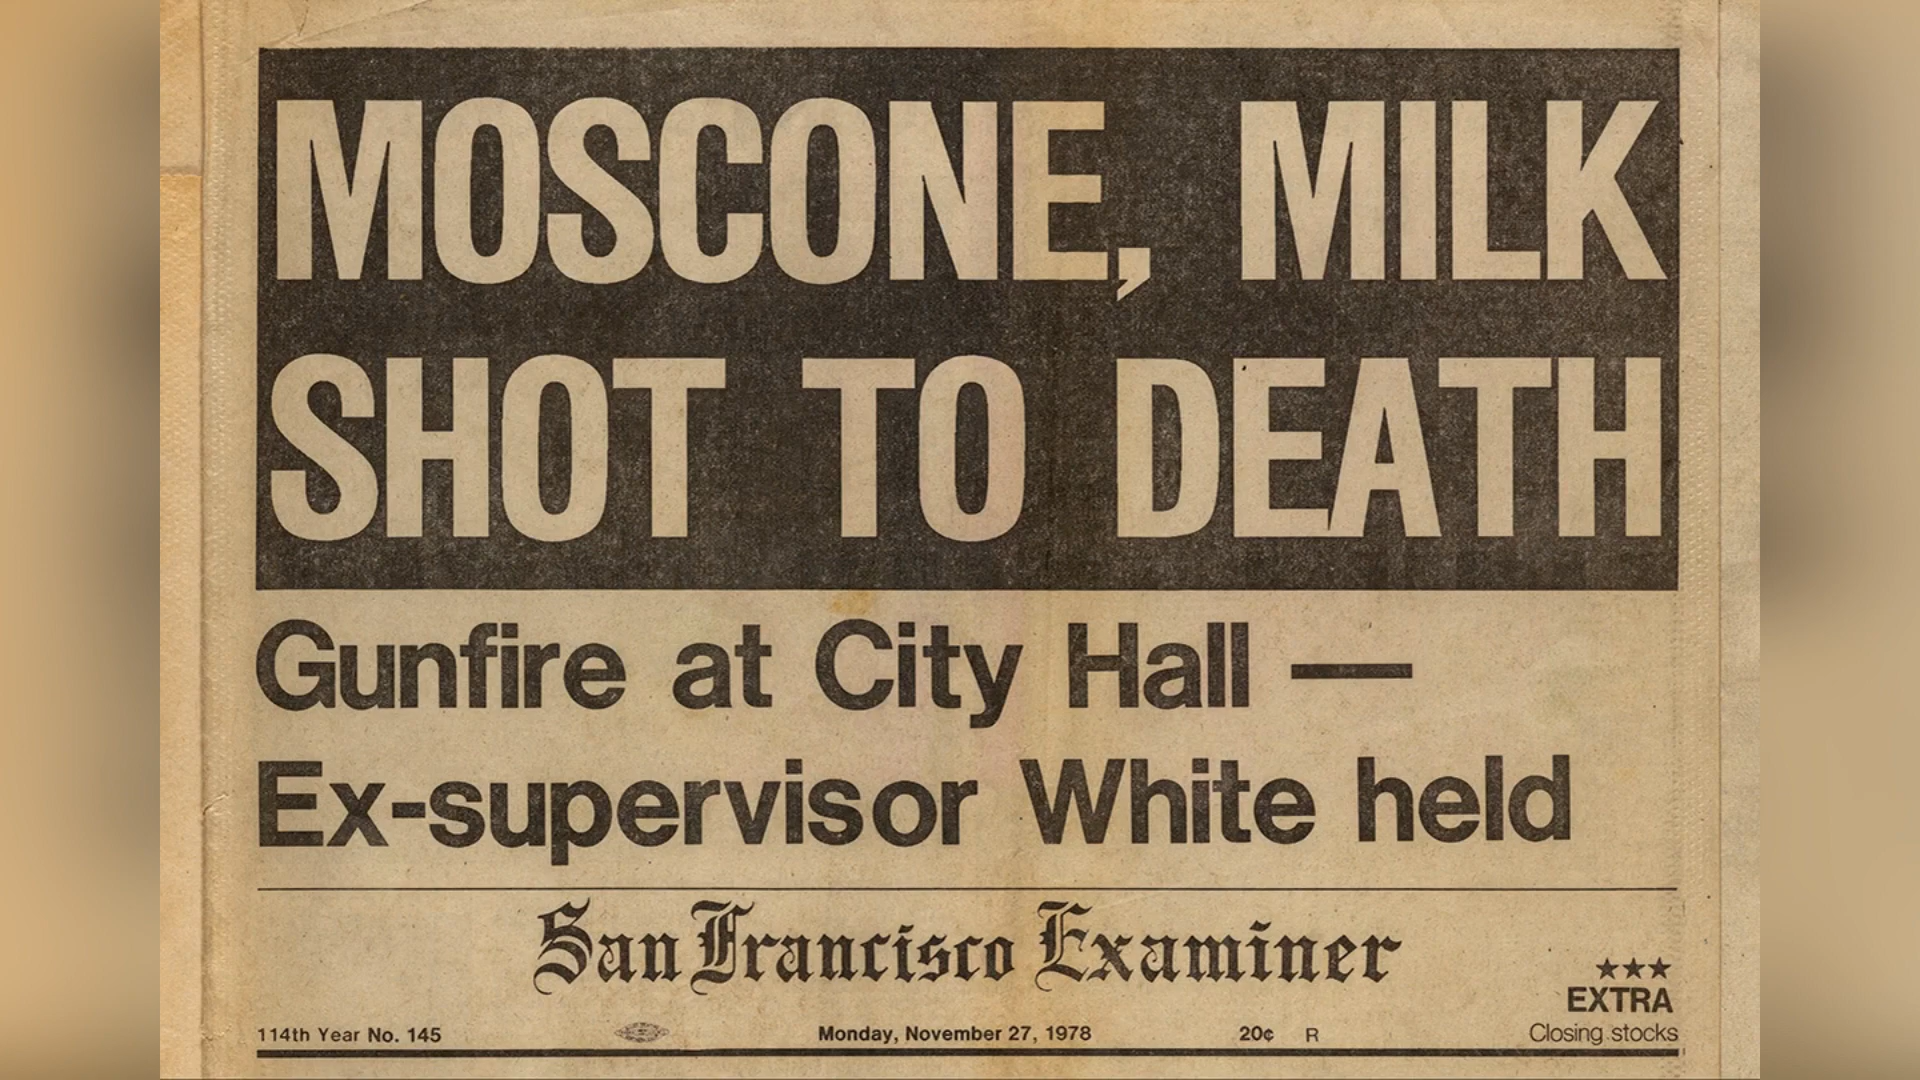 MOSCONE, MILK
SHOT TO DEATH
Gunfire at City Hall —
Ex-supervisor White held
San Francisco Examiner
★★★
EXTRA
114th Year No. 145
Monday, November 27, 1978
20¢ R
Closing stocks